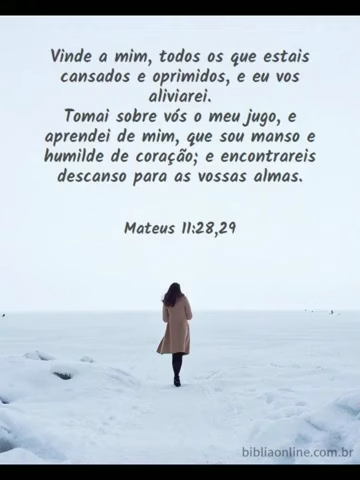 Vinde a mim, todos os que estais
cansados e oprimidos, e eu vos
aliviarei.
Tomai sobre vós o meu jugo, e
aprendei de mim, que sou manso e
humilde de coração; e encontrareis
descanso para as vossas almas.
Mateus 11:28,29
bibliaonline.com.br